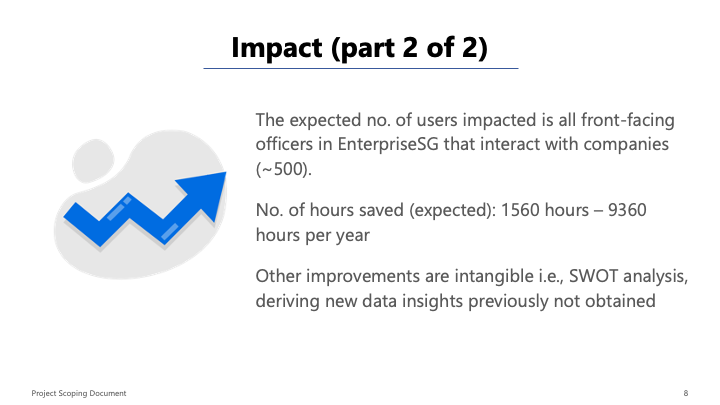 Impact (part 2 of 2)
The expected no. of users impacted is all front-facing
officers in EnterpriseSG that interact with companies
(~500).
No. of hours saved (expected): 1560 hours – 9360
hours per year
Other improvements are intangible i.e., SWOT analysis,
deriving new data insights previously not obtained
Project Scoping Document
8